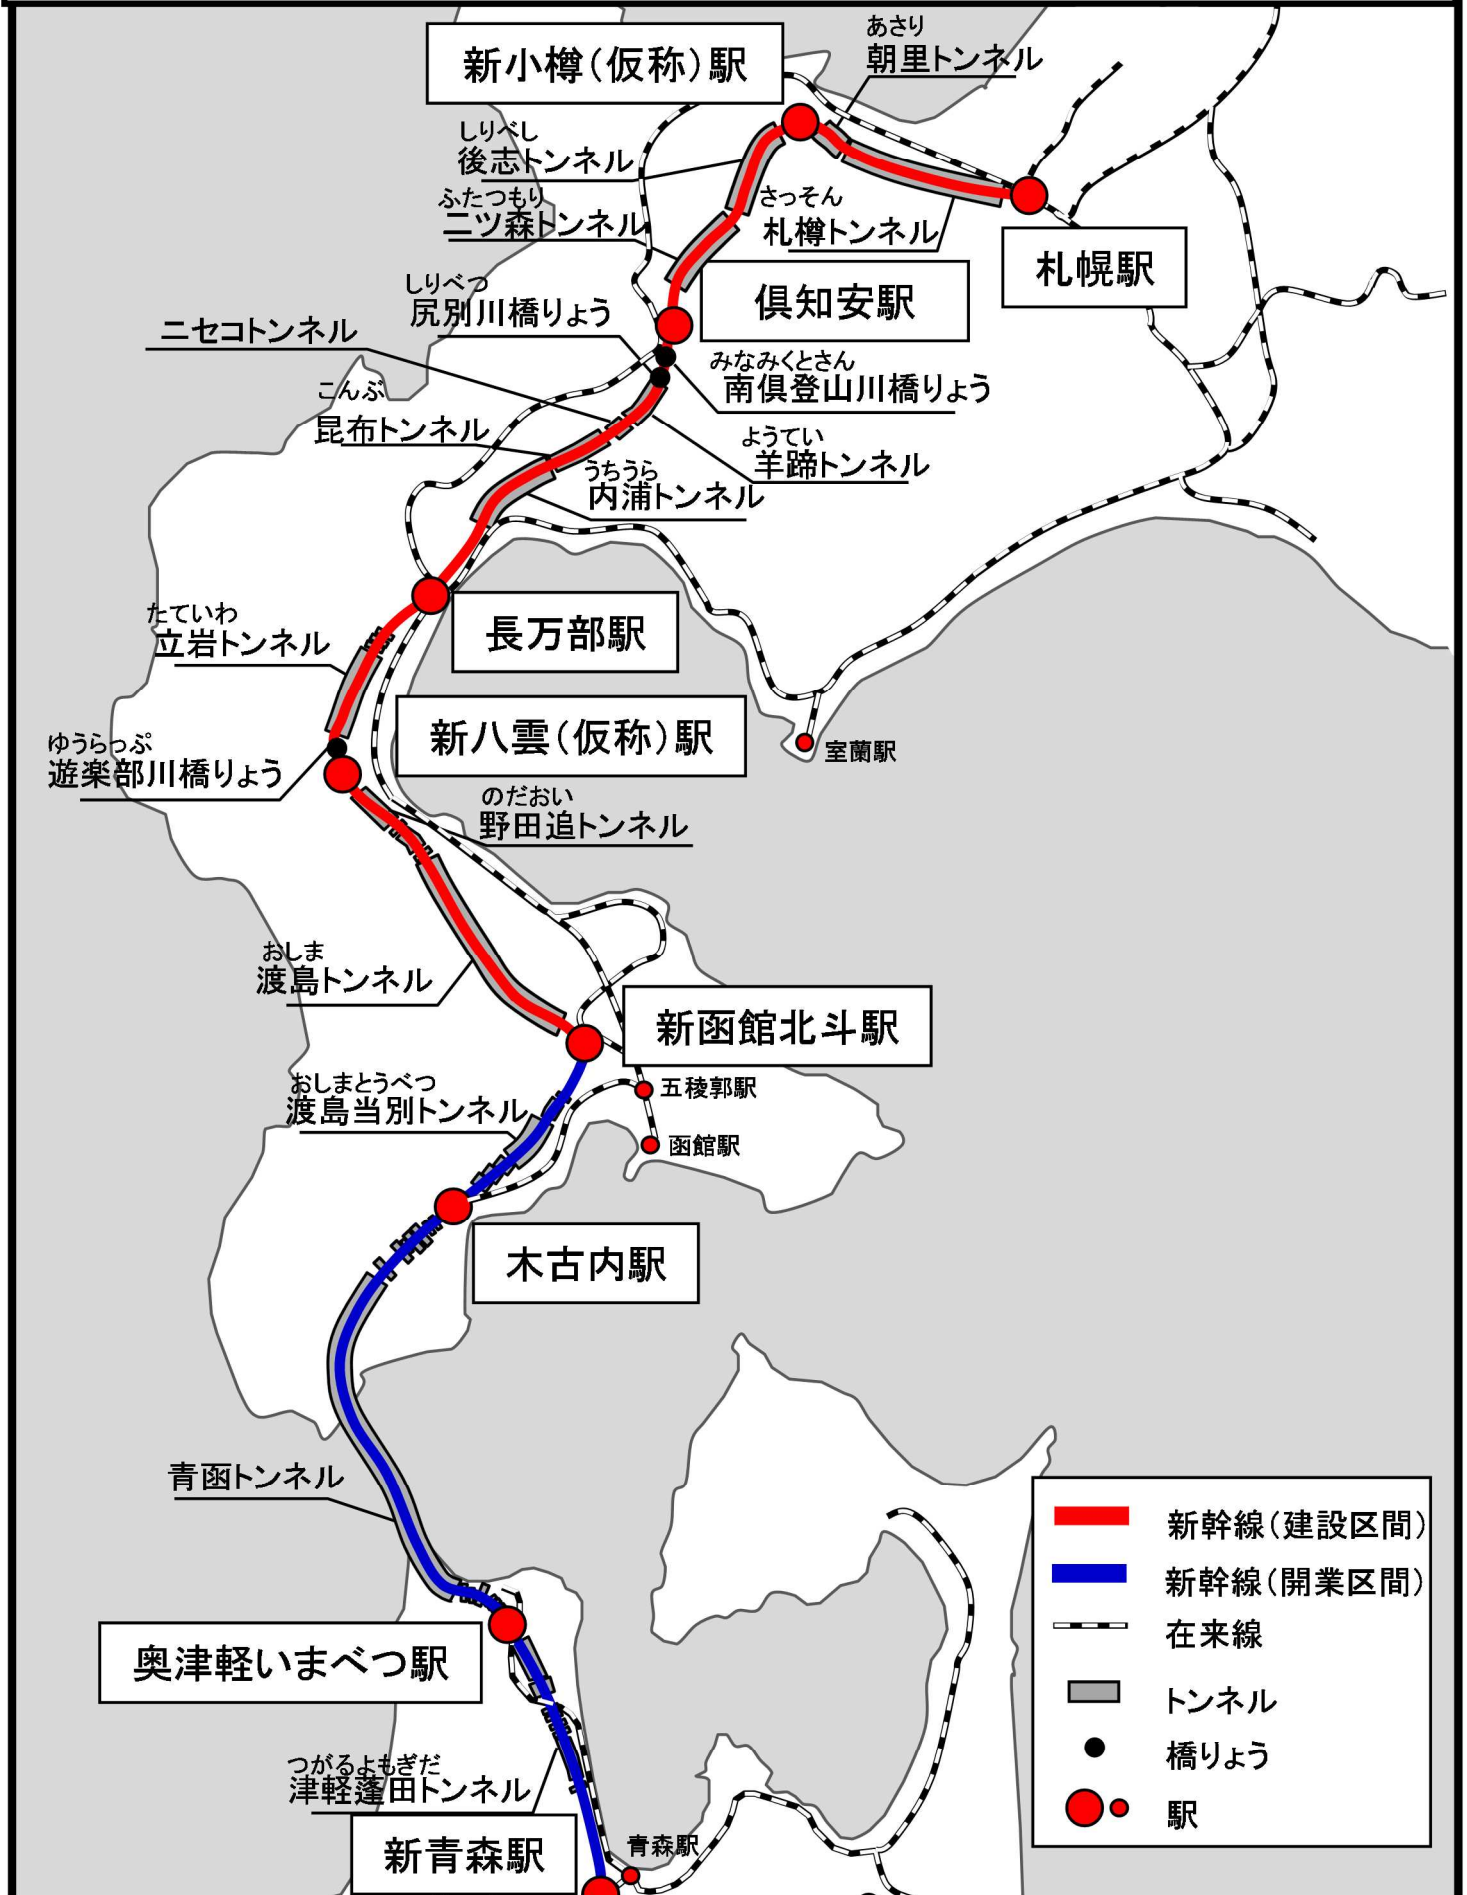 新小樽(仮称)駅
あさり
朝里トンネル
しりべし
後志トンネル
ふたつもり
二ツ森トンネル
さっそん
札樽トンネル
札幌駅
倶知安駅
しりべつ
尻別川橋りょう
ニセコトンネル
みなみくとさん
南倶登山川橋りょう
こんぶ
昆布トンネル
ようてい
羊蹄トンネル
うちうら
内浦トンネル
長万部駅
たていわ
立岩トンネル
新八雲(仮称)駅
室蘭駅
ゆうらっぷ
遊楽部川橋りょう
のだおい
野田追トンネル
おしま
渡島トンネル
新函館北斗駅
五稜郭駅
おしまとうべつ
渡島当別トンネル
函館駅
木古内駅
青函トンネル
奥津軽いまべつ駅
つがるよもぎだ
津軽蓬田トンネル
新青森駅
青森駅
新幹線(建設区間)
新幹線(開業区間)
在来線
トンネル
橋りょう
駅